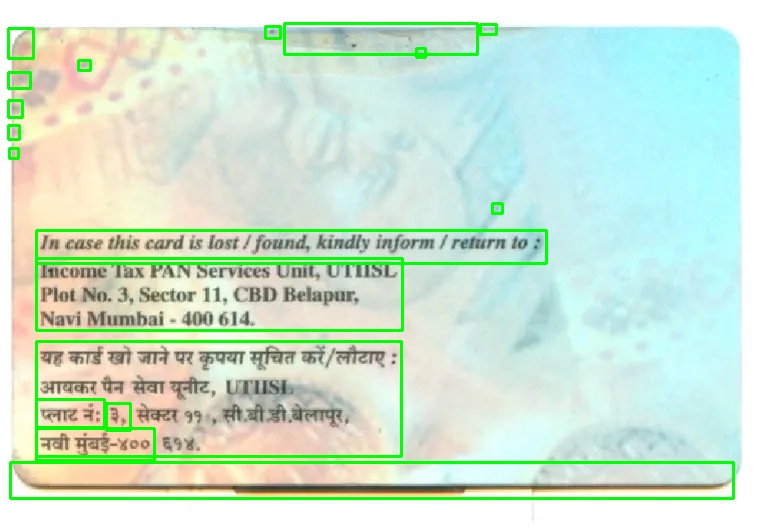 In case this card is lost / found, kindly inform / return to :
Income Tax PAN Services Unit, UTIISL
Plot No. 3, Sector 11, CBD Belapur,
Navi Mumbai - 400 614.
यह कार्ड खो जाने पर कृपया सूचित करें/लौटाए :
आयकर पैन सेवा यूनीट, UTIISL
प्लाट नं: ३, सेक्टर ११ , सी.बी.डी.बेलापूर,
नवी मुंबई-४०० ६१४.